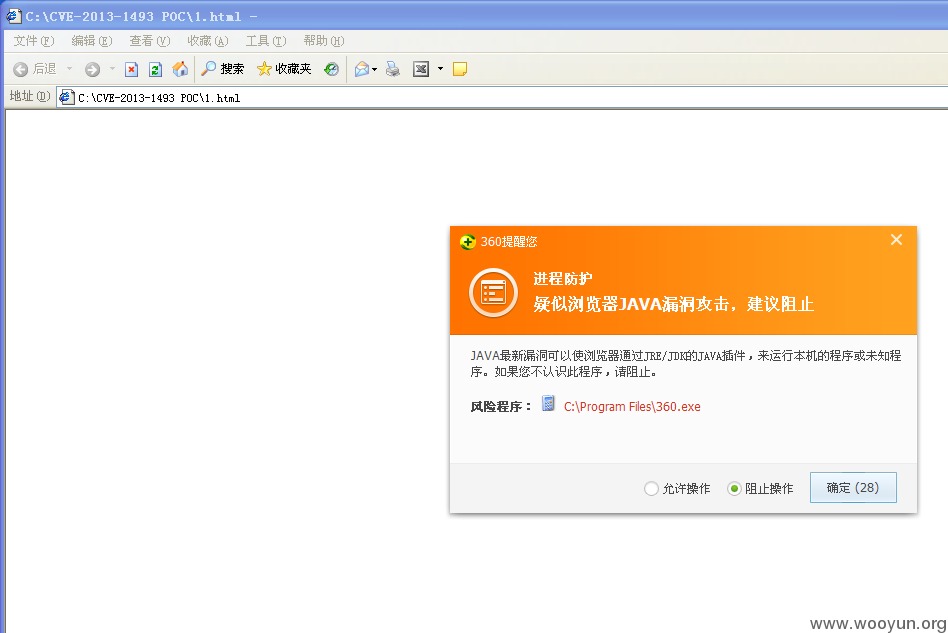 C:\CVE-2013-1493 POC\1.html -
文件(F) 编辑(E) 查看(V) 收藏(A) 工具(T) 帮助(H)
后退 搜索 收藏夹
地址(D) C:\CVE-2013-1493 POC\1.html
360提醒您
进程防护
疑似浏览器JAVA漏洞攻击，建议阻止
JAVA最新漏洞可以使浏览器通过JRE/JDK的JAVA插件，来运行本机的程序或未知程
序。如果您不认识此程序，请阻止。
风险程序： C:\Program Files\360.exe
允许操作 阻止操作 确定 (28)
www.wooyun.org